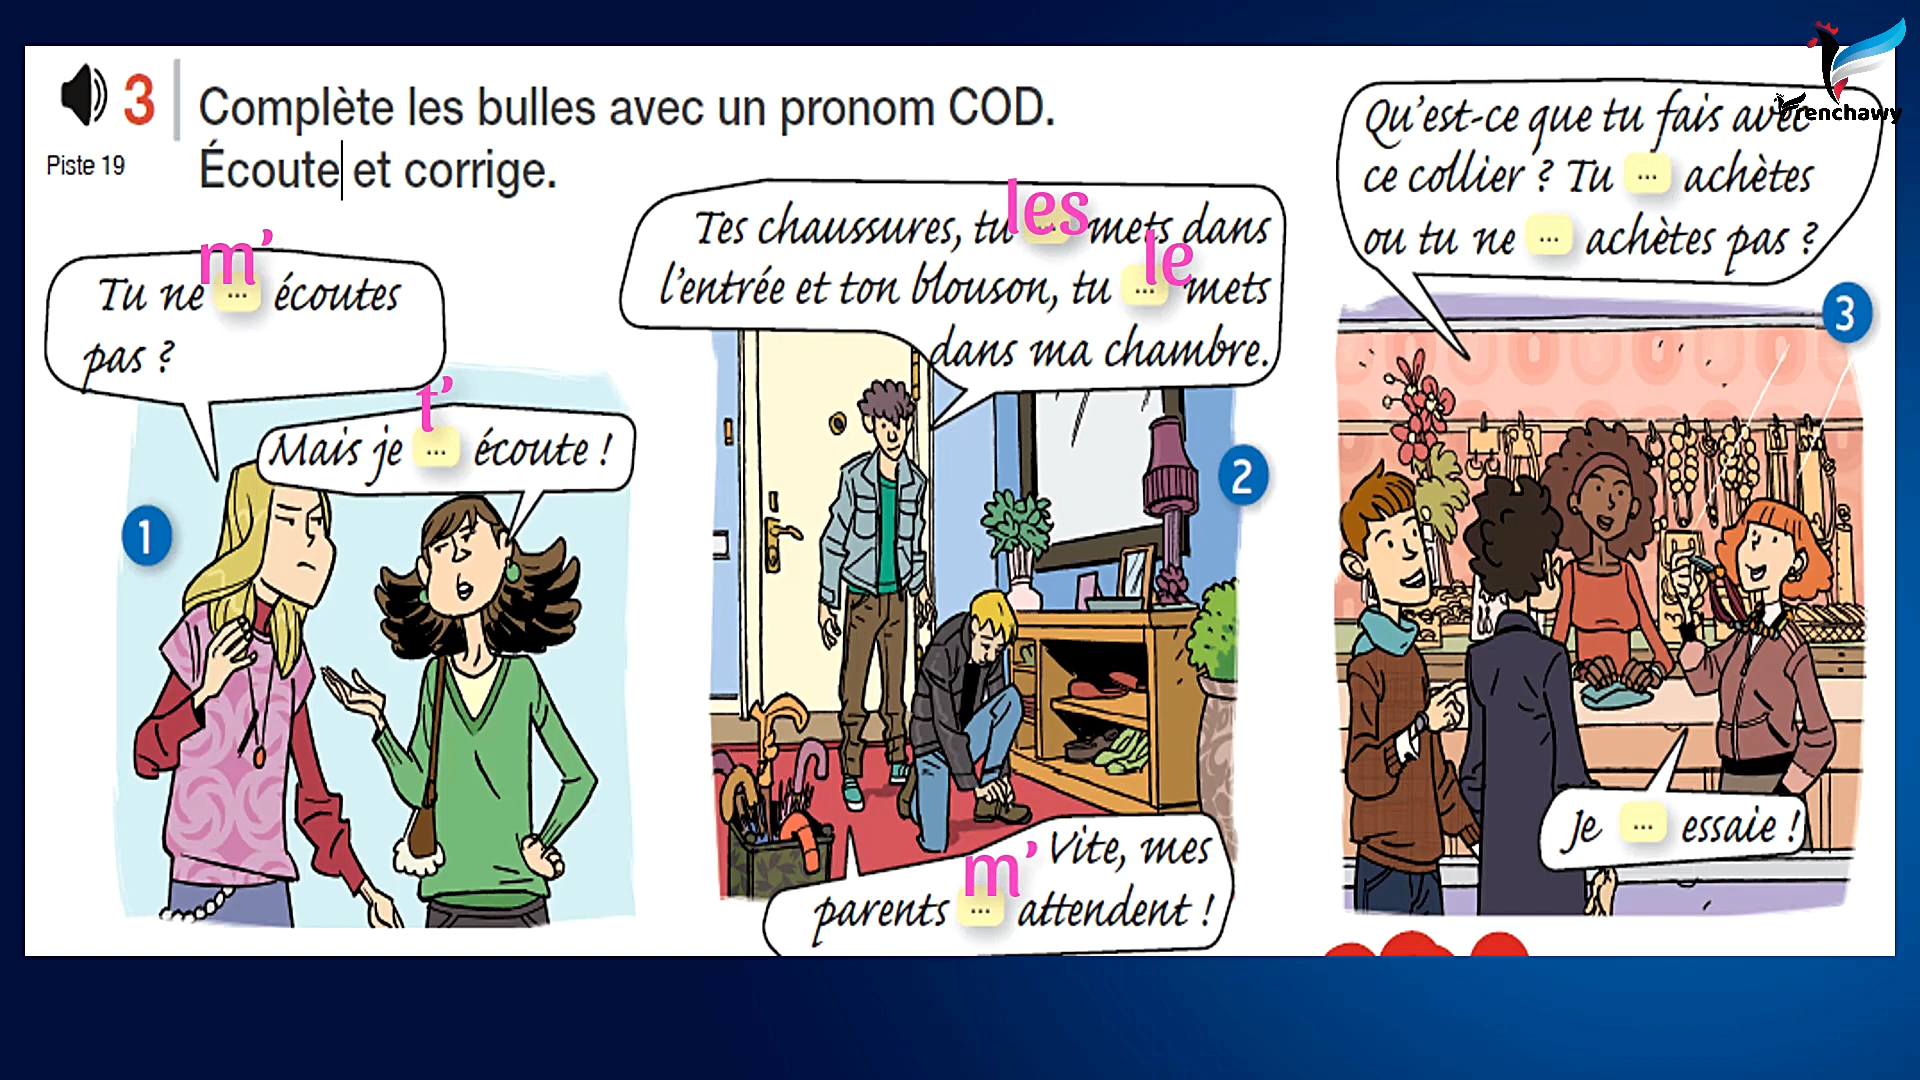 3 Complète les bulles avec un pronom COD.
Piste 19 Écoute et corrige.
Tu ne m' ... écoutes
pas ?
Mais je t' ... écoute !
1
Tes chaussures, tu les ... mets dans
l'entrée et ton blouson, tu le ... mets
dans ma chambre.
2
Vite, mes
parents m' ... attendent !
Qu'est-ce que tu fais avec
ce collier ? Tu ... achètes
ou tu ne ... achètes pas ?
3
Je ... essaie !
Frenchawy